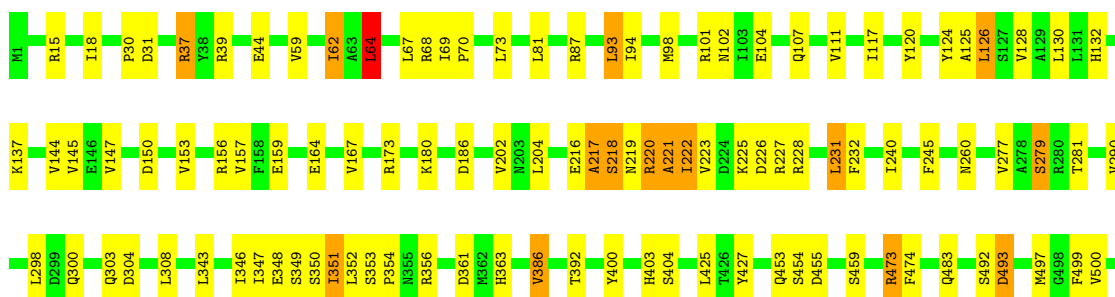 M1 R15 I18 P30 D31 R37 Y38 R39 E44 V59 I62 A63 L64 L67 R68 I69 P70 L73 L81 R87 L93 I94 M98 R101 N102 I103 E104 Q107 V111 I117 Y120 Y124 A125 L126 S127 V128 A129 L130 L131 H132
K137 V144 V145 E146 V147 D150 V153 R156 V157 F158 E159 E164 V167 R173 K180 D186 V202 N203 L204 E216 A217 S218 N219 R220 A221 I222 V223 D224 K225 D226 R227 R228 L231 F232 I240 F245 N260 V277 A278 S279 R280 T281
L298 D299 Q300 Q303 D304 L308 L343 I346 I347 E348 S349 S350 I351 L352 S353 P354 N355 R356 D361 M362 H363 V386 T392 Y400 H403 S404 L425 T426 Y427 Q453 S454 D455 S459 R473 F474 Q483 S492 D493 M497 G498 F499 V500